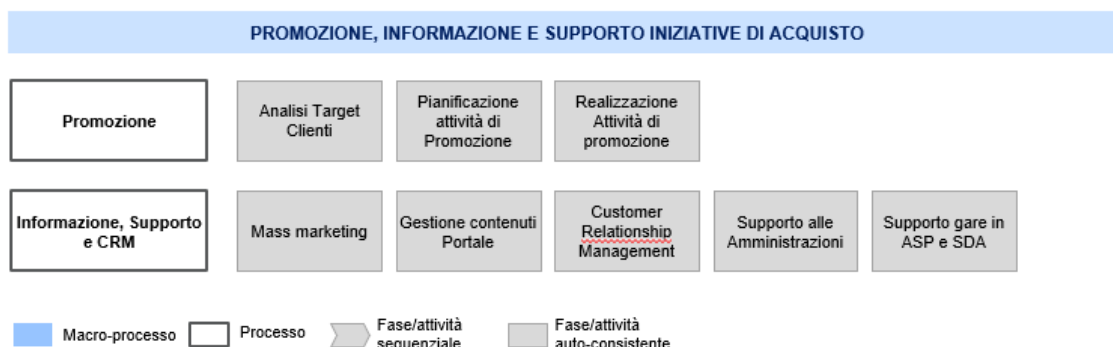 PROMOZIONE, INFORMAZIONE E SUPPORTO INIZIATIVE DI ACQUISTO
Promozione
Analisi Target
Clienti
Pianificazione
attività di
Promozione
Realizzazione
Attività di
promozione
Informazione, Supporto
e CRM
Mass marketing
Gestione contenuti
Portale
Customer
Relationship
Management
Supporto alle
Amministrazioni
Supporto gare in
ASP e SDA
Macro-processo
Processo
Fase/attività
sequenziale
Fase/attività
auto-consistente